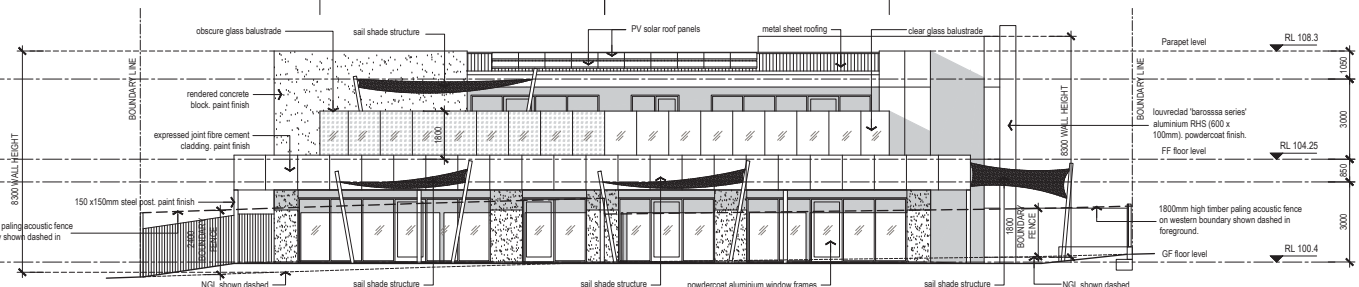 obscure glass balustrade
sail shade structure
PV solar roof panels
metal sheet roofing
clear glass balustrade
Parapet level
RL 108.3
BOUNDARY LINE
8300 WALL HEIGHT
rendered concrete
block. paint finish
expressed joint fibre cement
cladding. paint finish
150 x150mm steel post. paint finish
paling acoustic fence
shown dashed in
2400
BOUNDARY
FENCE
1800
8300 WALL HEIGHT
BOUNDARY LINE
1050
louvreclad 'barosssa series'
aluminium RHS (600 x
100mm). powdercoat finish.
3000
FF floor level
RL 104.25
850
1800mm high timber paling acoustic fence
on western boundary shown dashed in
foreground.
1800
BOUNDARY
FENCE
3000
GF floor level
RL 100.4
NGL shown dashed
sail shade structure
sail shade structure
powdercoat aluminium window frames
sail shade structure
NGL shown dashed